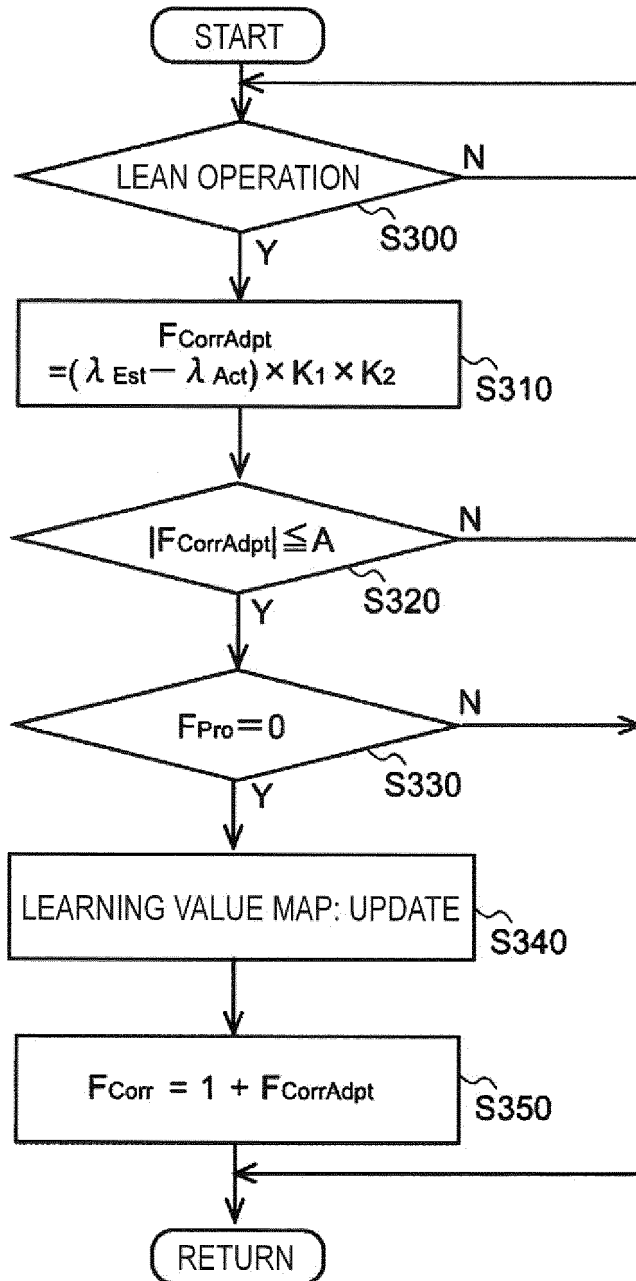 START
LEAN OPERATION
N
S300
Y
FCorrAdpt
=(λEst－λAct)×K1×K2
S310
|FCorrAdpt|≦A
N
S320
Y
FPro=0
N
S330
Y
LEARNING VALUE MAP: UPDATE
S340
FCorr = 1 + FCorrAdpt
S350
RETURN